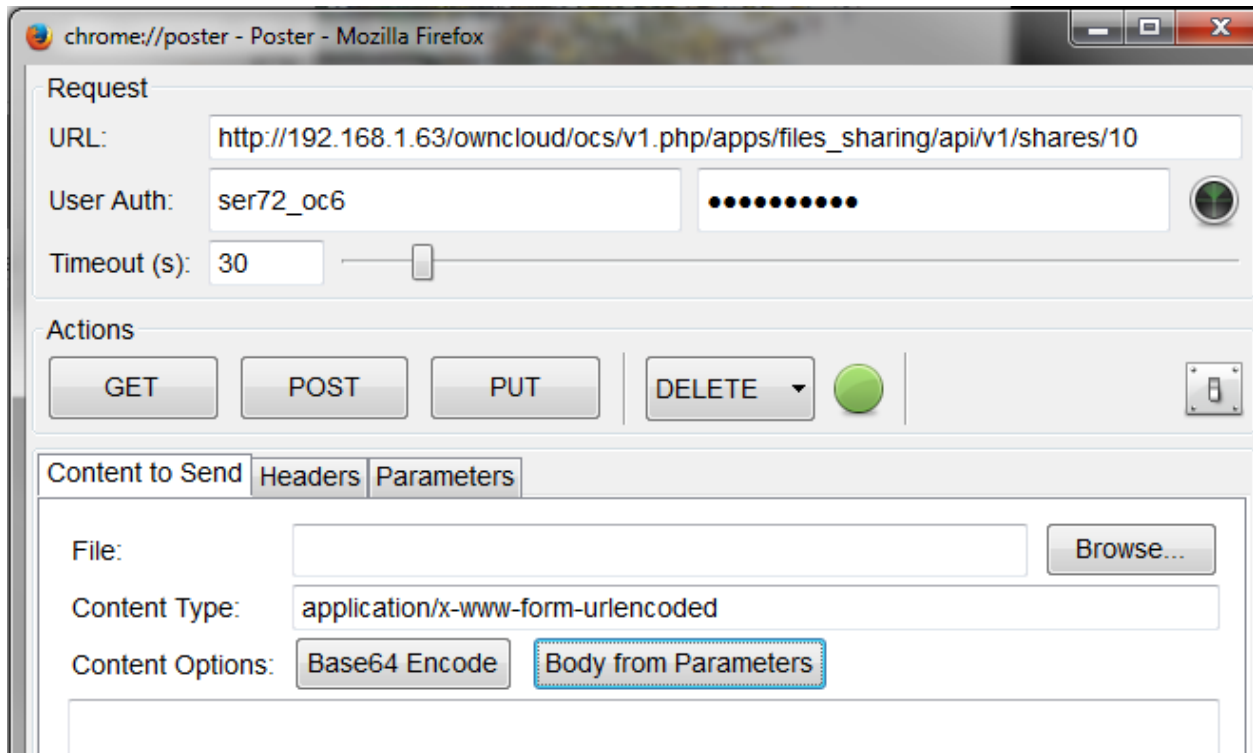 chrome://poster - Poster - Mozilla Firefox
Request
URL: http://192.168.1.63/owncloud/ocs/v1.php/apps/files_sharing/api/v1/shares/10
User Auth: ser72_oc6 ●●●●●●●●●●
Timeout (s): 30
Actions
GET POST PUT DELETE
Content to Send Headers Parameters
File: Browse...
Content Type: application/x-www-form-urlencoded
Content Options: Base64 Encode Body from Parameters